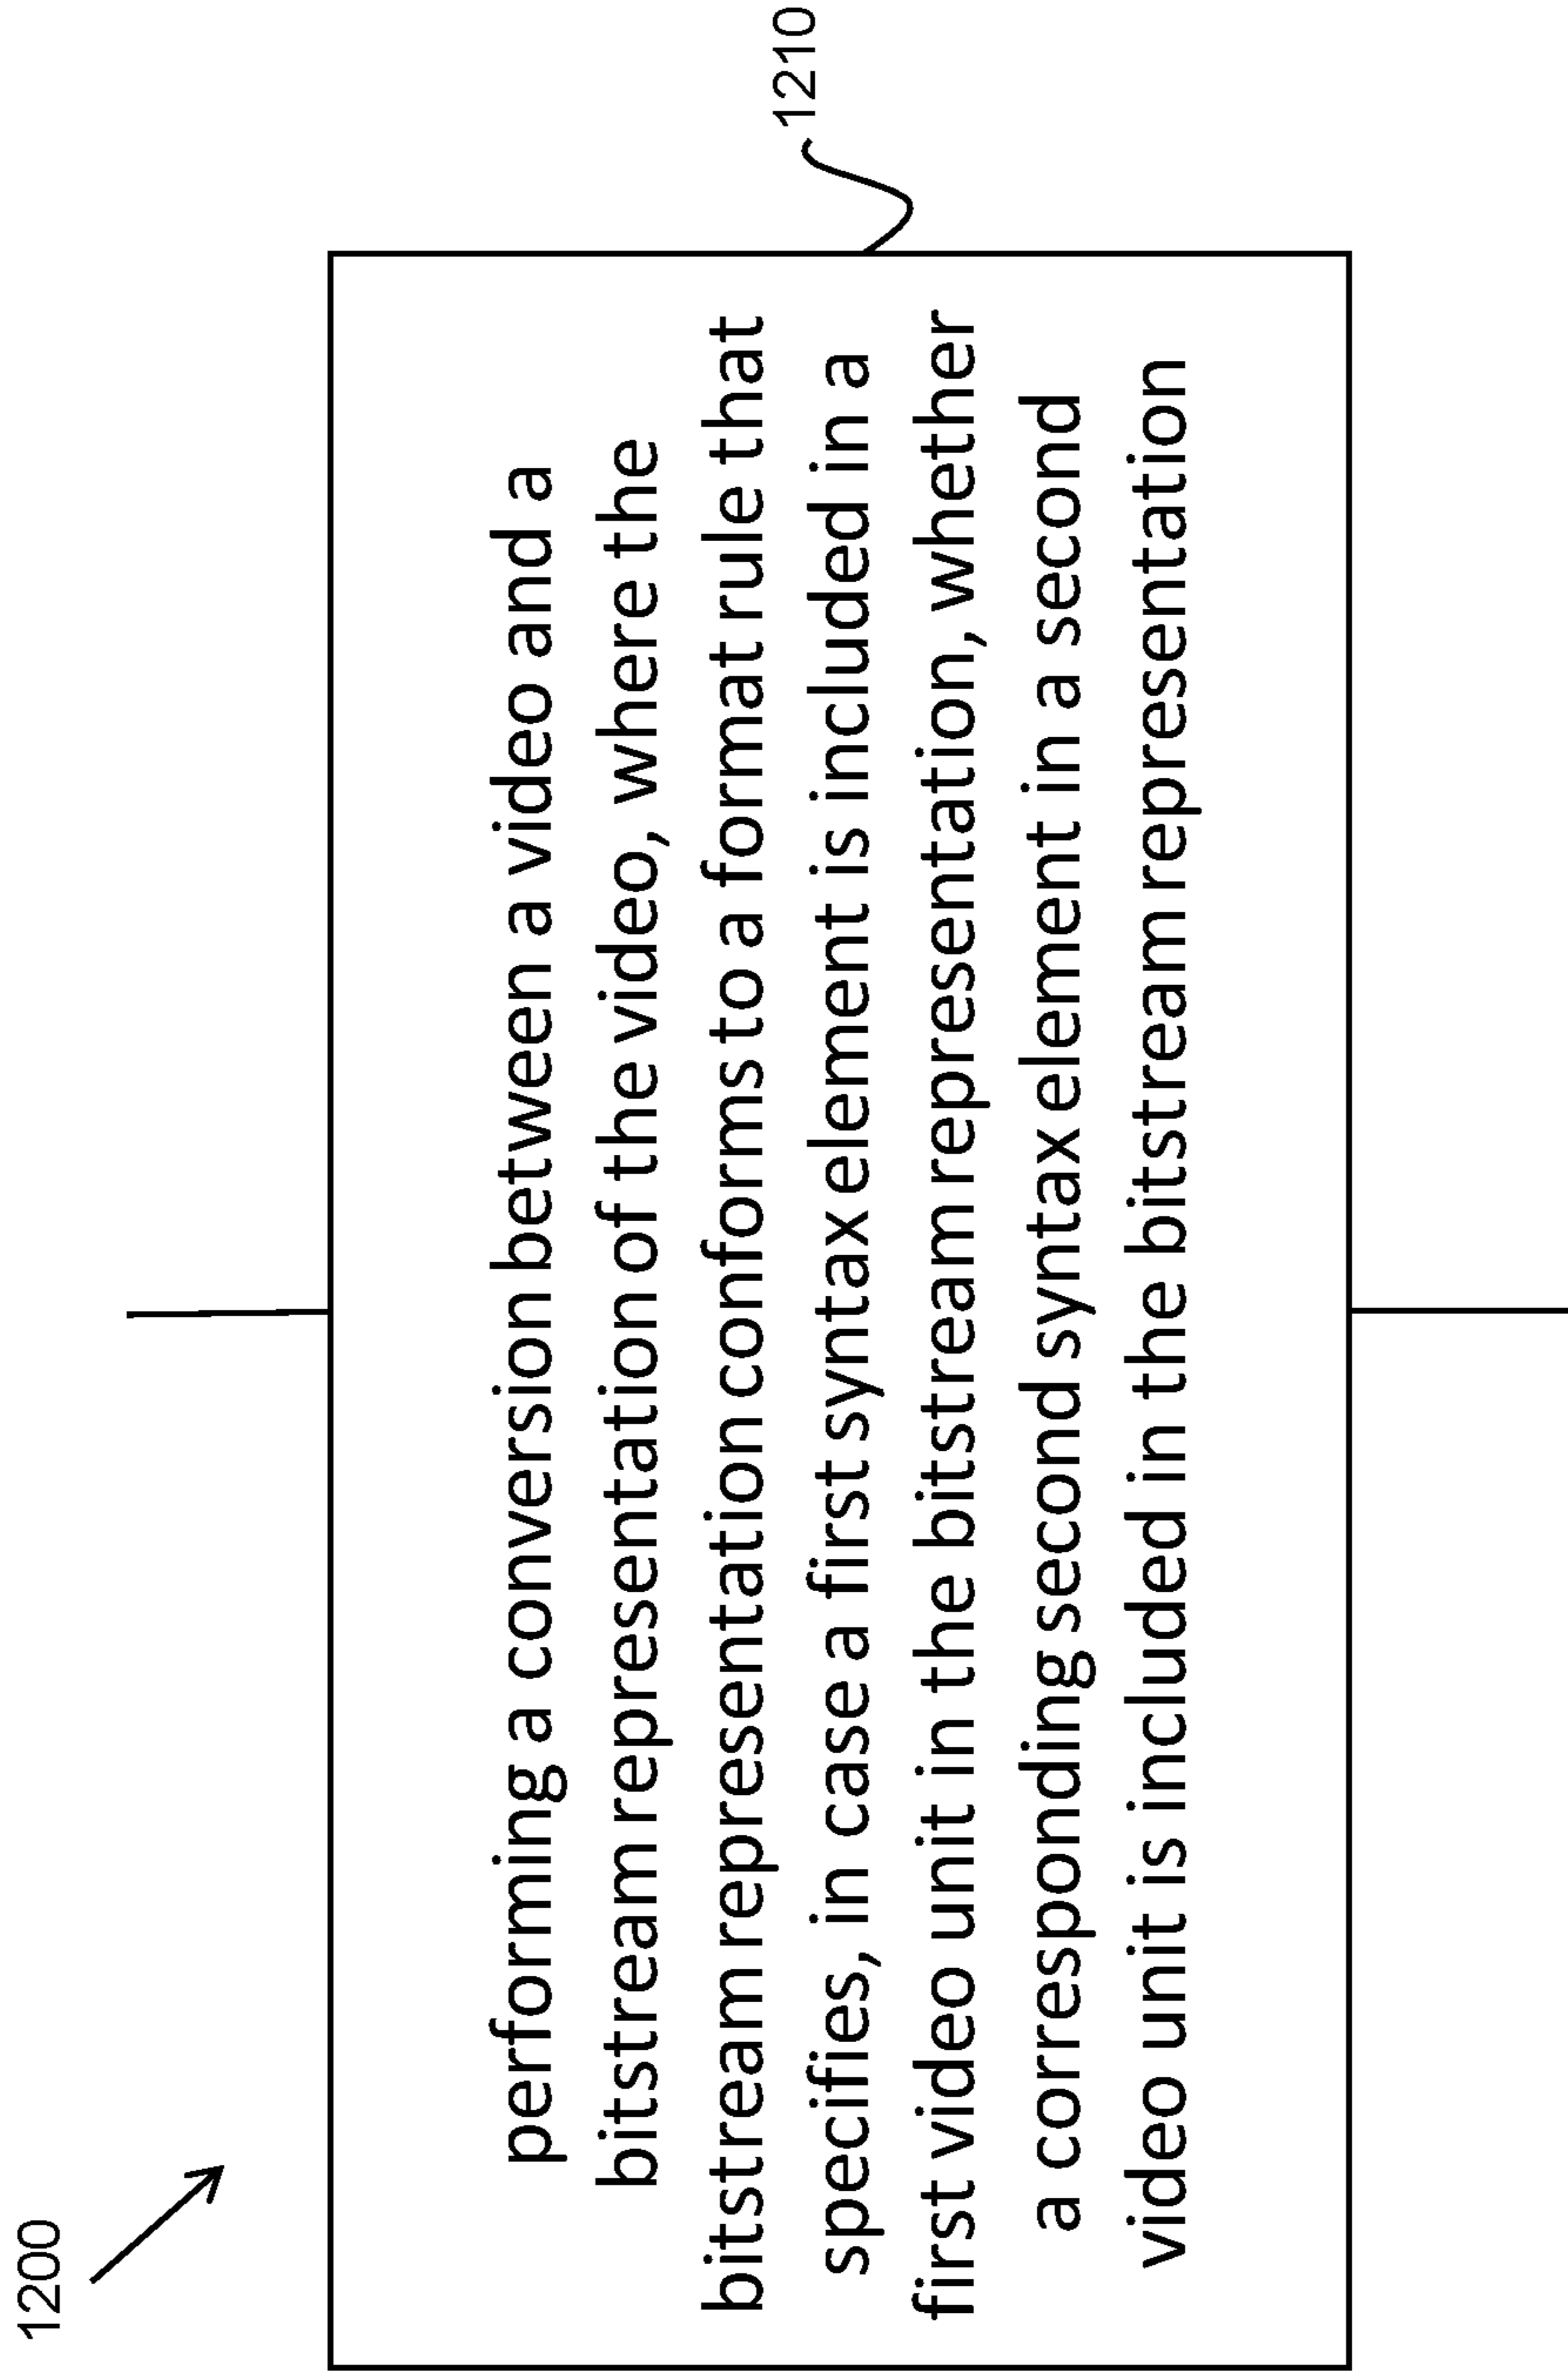 1200
performing a conversion between a video and a
bitstream representation of the video, where the
bitstream representation conforms to a format rule that
specifies, in case a first syntax element is included in a
first video unit in the bitstream representation, whether
a corresponding second syntax element in a second
video unit is included in the bitstream representation
1210